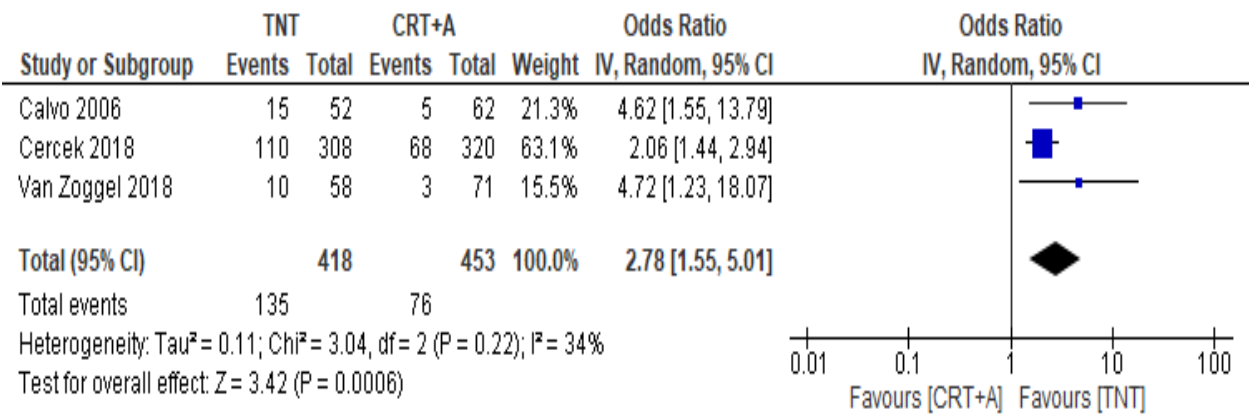 TNT CRT+A Odds Ratio Odds Ratio
Study or Subgroup Events Total Events Total Weight IV, Random, 95% CI IV, Random, 95% CI
Calvo 2006 15 52 5 62 21.3% 4.62 [1.55, 13.79]
Cercek 2018 110 308 68 320 63.1% 2.06 [1.44, 2.94]
Van Zoggel 2018 10 58 3 71 15.5% 4.72 [1.23, 18.07]
Total (95% CI) 418 453 100.0% 2.78 [1.55, 5.01]
Total events 135 76
Heterogeneity: Tau² = 0.11; Chi² = 3.04, df = 2 (P = 0.22); I² = 34%
Test for overall effect: Z = 3.42 (P = 0.0006)
0.01 0.1 1 10 100
Favours [CRT+A] Favours [TNT]